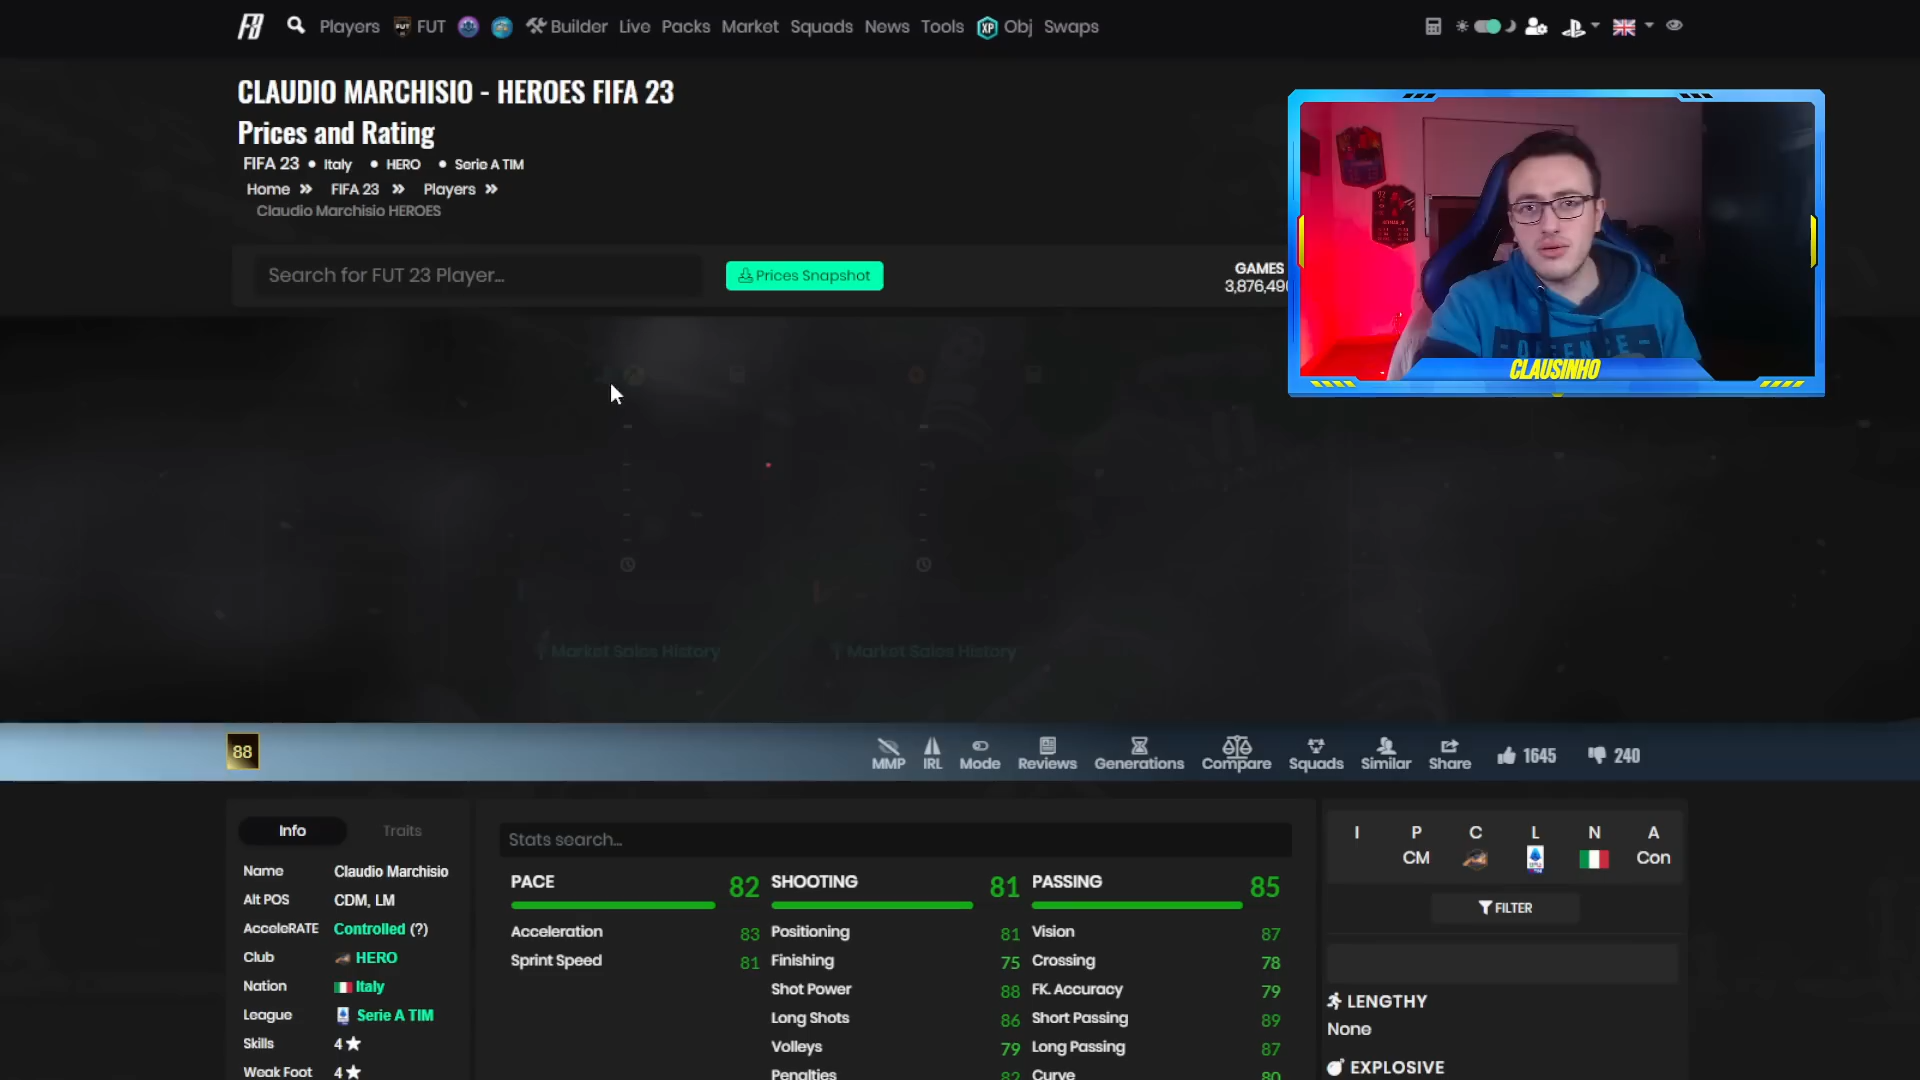 Players FUT Builder Live Packs Market Squads News Tools XP Obj Swaps
CLAUDIO MARCHISIO - HEROES FIFA 23
Prices and Rating
FIFA 23 • Italy • HERO • Serie A TIM
Home » FIFA 23 » Players »
Claudio Marchisio HEROES
Search for FUT 23 Player...
Prices Snapshot
GAMES
3,876,490
CLAUSINHO
Market Sales History
Market Sales History
88
MMP IRL Mode Reviews Generations Compare Squads Similar Share 1645 240
Info Traits
Name Claudio Marchisio
Alt POS CDM, LM
AcceleRATE Controlled (?)
Club HERO
Nation Italy
League Serie A TIM
Skills 4★
Weak Foot 4★
Stats search...
PACE 82
Acceleration 83
Sprint Speed 81
SHOOTING 81
Positioning 81
Finishing 75
Shot Power 88
Long Shots 86
Volleys 79
Penalties 82
PASSING 85
Vision 87
Crossing 78
FK. Accuracy 79
Short Passing 89
Long Passing 87
Curve 80
I P C L N A
CM Con
FILTER
LENGTHY
None
EXPLOSIVE